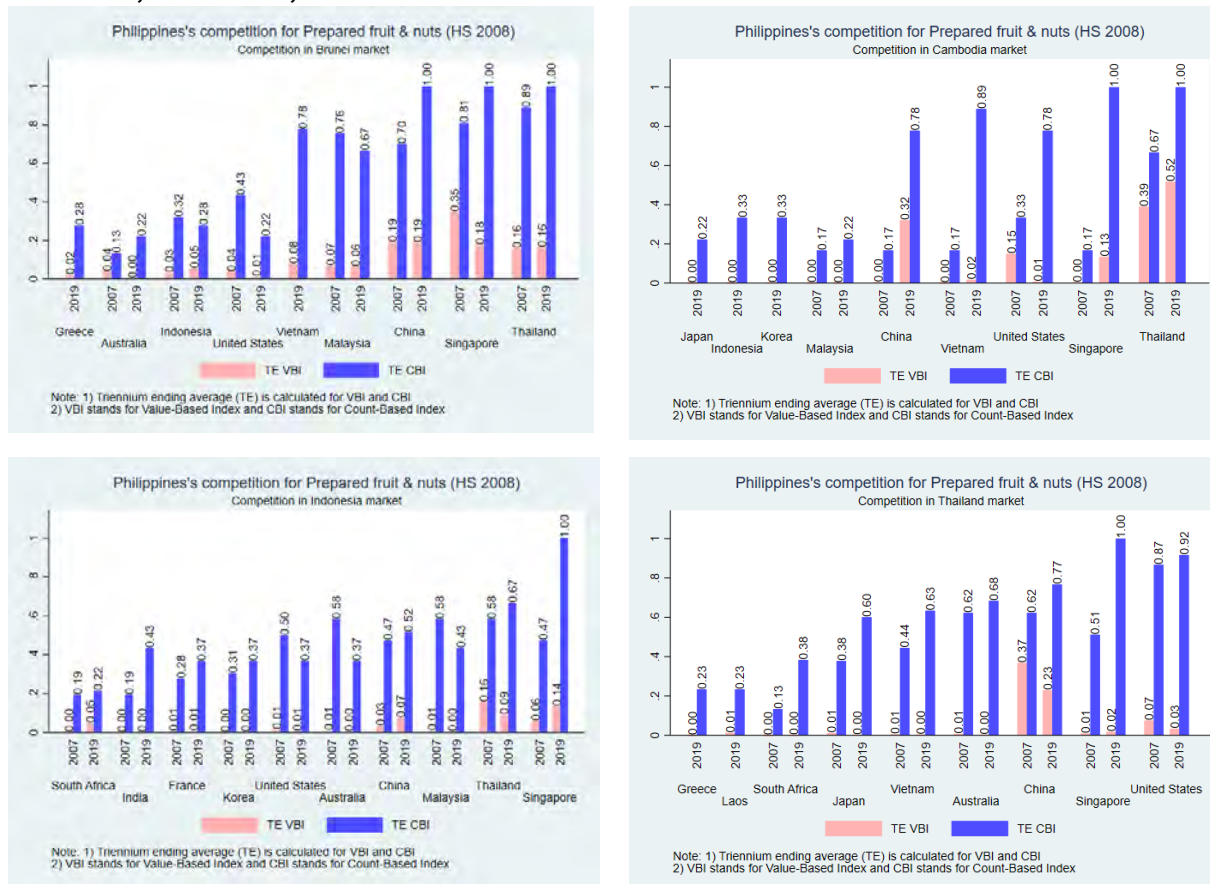 Philippines's competition for Prepared fruit & nuts (HS 2008)
Competition in Brunei market
0 .2 .4 .6 .8 1
0.02 0.28 0.04 0.13 0.00 0.22 0.03 0.32 0.05 0.28 0.04 0.43 0.01 0.22 0.08 0.78 0.07 0.76 0.06 0.67 0.19 0.70 0.19 1.00 0.35 0.81 0.18 1.00 0.16 0.89 0.16 1.00
2019 2007 2019 2007 2019 2007 2019 2019 2007 2019 2007 2019 2007 2019 2007 2019
Greece Australia Indonesia United States Vietnam Malaysia China Singapore Thailand
TE VBI TE CBI
Note: 1) Triennium ending average (TE) is calculated for VBI and CBI
2) VBI stands for Value-Based Index and CBI stands for Count-Based Index
Philippines's competition for Prepared fruit & nuts (HS 2008)
Competition in Cambodia market
0 .2 .4 .6 .8 1
0.00 0.22 0.00 0.33 0.00 0.33 0.00 0.17 0.00 0.22 0.00 0.17 0.32 0.78 0.00 0.17 0.02 0.89 0.15 0.33 0.01 0.78 0.00 0.17 0.13 1.00 0.39 0.67 0.52 1.00
2019 2019 2019 2007 2019 2007 2019 2007 2019 2007 2019 2007 2019 2007 2019
Japan Indonesia Korea Malaysia China Vietnam United States Singapore Thailand
TE VBI TE CBI
Note: 1) Triennium ending average (TE) is calculated for VBI and CBI
2) VBI stands for Value-Based Index and CBI stands for Count-Based Index
Philippines's competition for Prepared fruit & nuts (HS 2008)
Competition in Indonesia market
0 .2 .4 .6 .8 1
0.00 0.19 0.05 0.22 0.00 0.19 0.00 0.43 0.01 0.28 0.01 0.37 0.00 0.31 0.00 0.37 0.01 0.50 0.01 0.37 0.01 0.58 0.00 0.37 0.03 0.47 0.07 0.52 0.01 0.58 0.00 0.43 0.16 0.58 0.09 0.67 0.06 0.47 0.14 1.00
2007 2019 2007 2019 2007 2019 2007 2019 2007 2019 2007 2019 2007 2019 2007 2019 2007 2019 2007 2019
South Africa India France Korea United States Australia China Malaysia Thailand Singapore
TE VBI TE CBI
Note: 1) Triennium ending average (TE) is calculated for VBI and CBI
2) VBI stands for Value-Based Index and CBI stands for Count-Based Index
Philippines's competition for Prepared fruit & nuts (HS 2008)
Competition in Thailand market
0 .2 .4 .6 .8 1
0.00 0.23 0.01 0.23 0.00 0.13 0.00 0.38 0.01 0.38 0.00 0.60 0.00 0.44 0.00 0.63 0.01 0.62 0.00 0.68 0.37 0.62 0.23 0.77 0.01 0.51 0.02 1.00 0.07 0.87 0.03 0.92
2019 2019 2007 2019 2007 2019 2007 2019 2007 2019 2007 2019 2007 2019 2007 2019
Greece Laos South Africa Japan Vietnam Australia China Singapore United States
TE VBI TE CBI
Note: 1) Triennium ending average (TE) is calculated for VBI and CBI
2) VBI stands for Value-Based Index and CBI stands for Count-Based Index